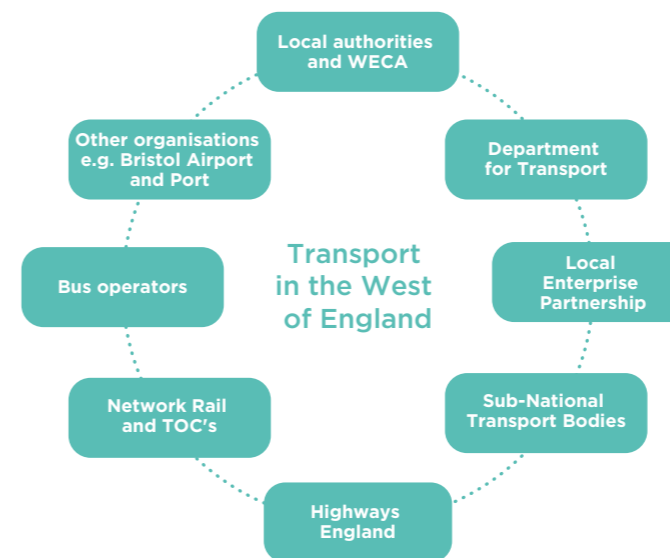 Local authorities
and WECA
Department
for Transport
Local
Enterprise
Partnership
Sub-National
Transport Bodies
Highways
England
Network Rail
and TOC's
Bus operators
Other organisations
e.g. Bristol Airport
and Port
Transport
in the West
of England